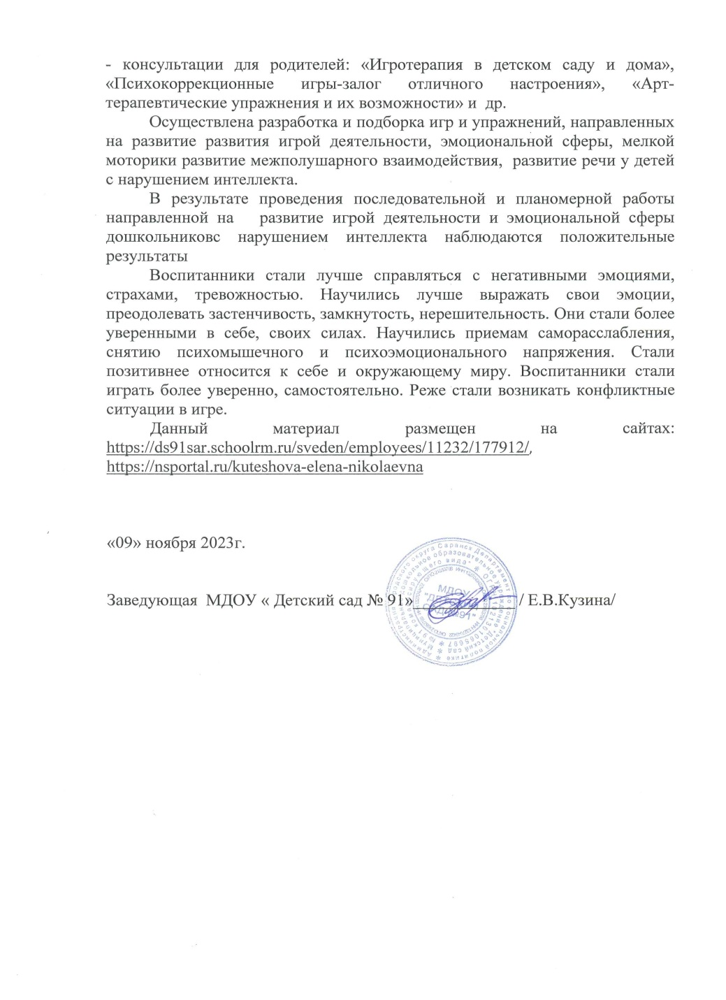 - консультации для родителей: «Игротерапия в детском саду и дома»,
«Психокоррекционные игры-залог отличного настроения», «Арт-
терапевтические упражнения и их возможности» и др.
Осуществлена разработка и подборка игр и упражнений, направленных
на развитие развития игрой деятельности, эмоциональной сферы, мелкой
моторики развитие межполушарного взаимодействия, развитие речи у детей
с нарушением интеллекта.
В результате проведения последовательной и планомерной работы
направленной на развитие игрой деятельности и эмоциональной сферы
дошкольниковс нарушением интеллекта наблюдаются положительные
результаты
Воспитанники стали лучше справляться с негативными эмоциями,
страхами, тревожностью. Научились лучше выражать свои эмоции,
преодолевать застенчивость, замкнутость, нерешительность. Они стали более
уверенными в себе, своих силах. Научились приемам саморасслабления,
снятию психомышечного и психоэмоционального напряжения. Стали
позитивнее относится к себе и окружающему миру. Воспитанники стали
играть более уверенно, самостоятельно. Реже стали возникать конфликтные
ситуации в игре.
Данный материал размещен на сайтах:
https://ds91sar.schoolrm.ru/sveden/employees/11232/177912/,
https://nsportal.ru/kuteshova-elena-nikolaevna
«09» ноября 2023г.
Заведующая МДОУ « Детский сад № 91»____________/ Е.В.Кузина/
МДОУ